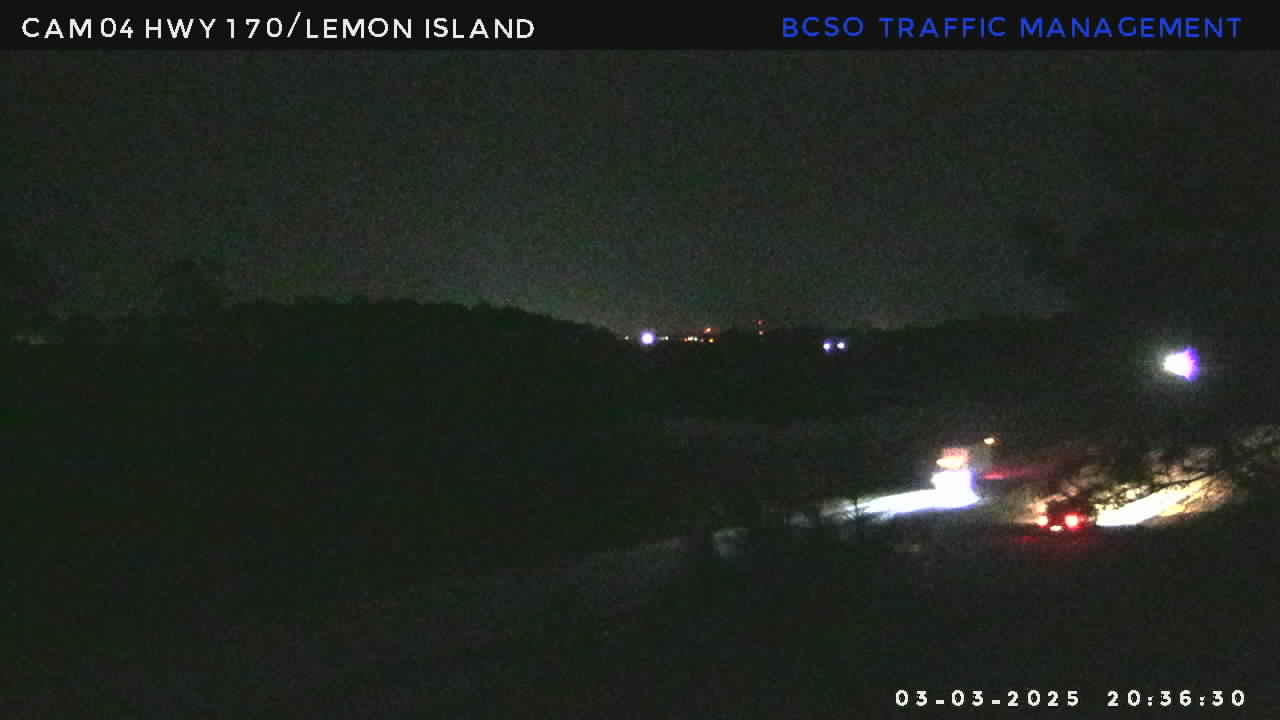 CAM04 HWY 170/LEMON ISLAND
BCSO TRAFFIC MANAGEMENT
03-03-2025 20:36:30